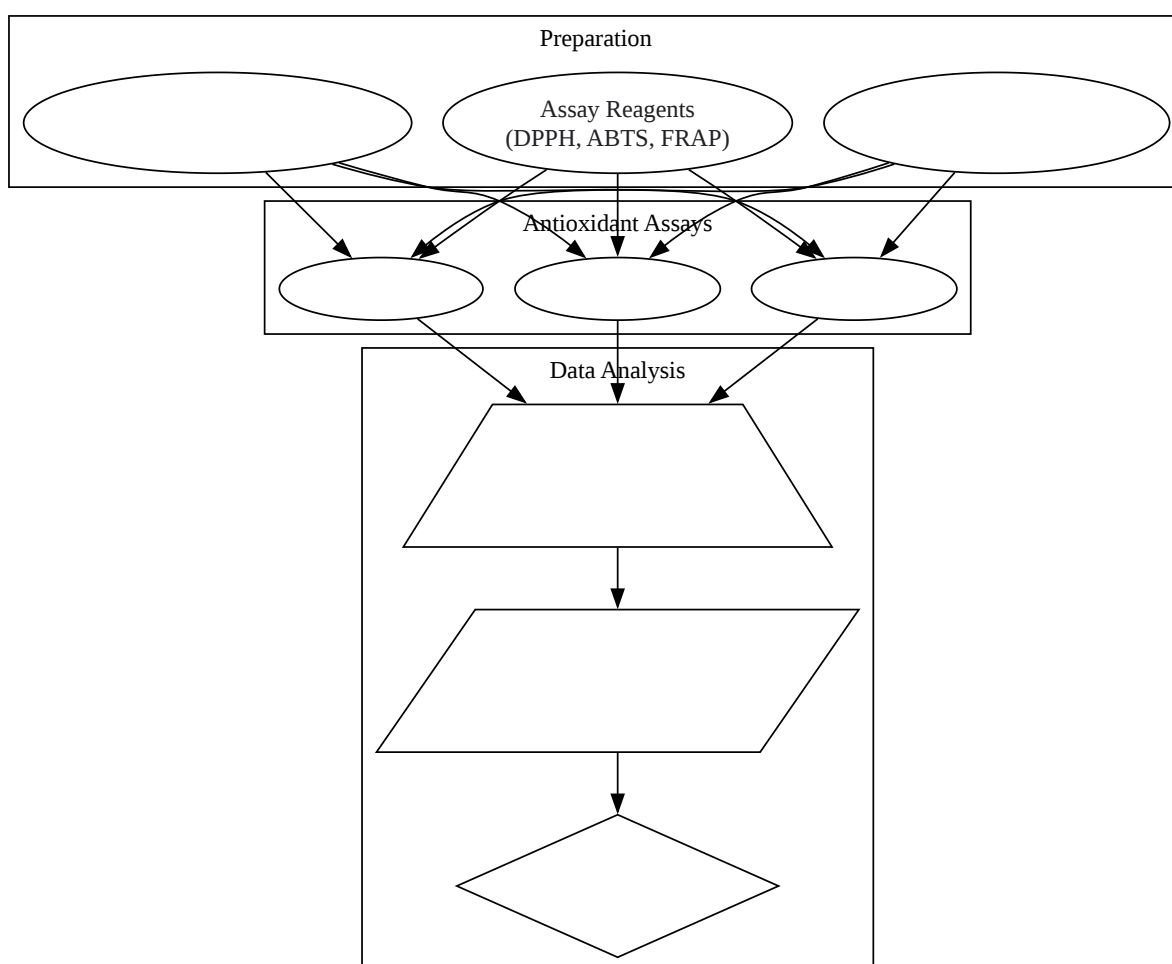 Preparation
Assay Reagents
(DPPH, ABTS, FRAP)
Antioxidant Assays
Data Analysis